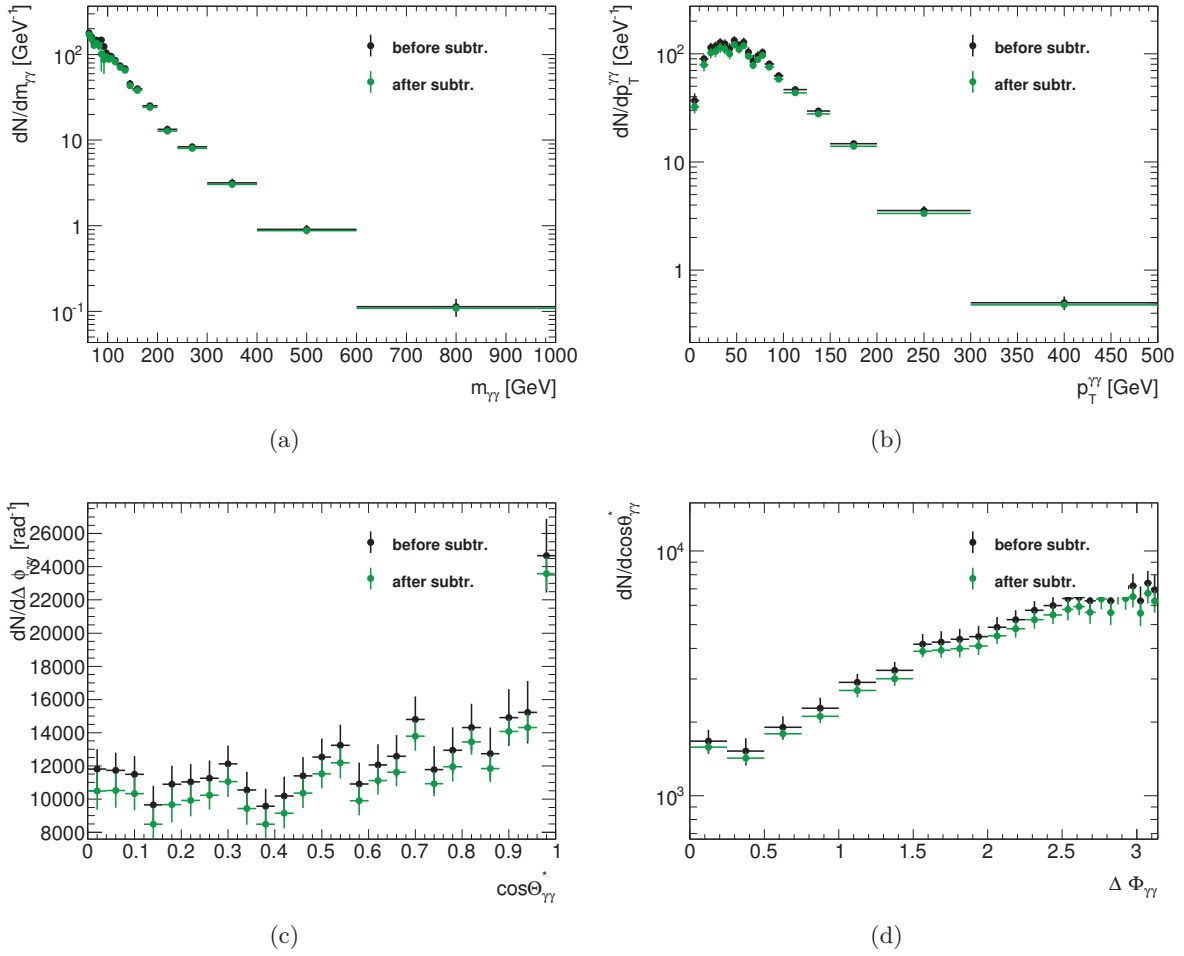 dN/dm_γγ [GeV⁻¹]
10²
10
1
10⁻¹
before subtr.
after subtr.
100 200 300 400 500 600 700 800 900 1000
m_γγ [GeV]
(a)
dN/dp_T^γγ [GeV⁻¹]
10²
10
1
before subtr.
after subtr.
0 50 100 150 200 250 300 350 400 450 500
p_T^γγ [GeV]
(b)
dN/dΔ ϕ_γγ [rad⁻¹]
26000
24000
22000
20000
18000
16000
14000
12000
10000
8000
before subtr.
after subtr.
0 0.1 0.2 0.3 0.4 0.5 0.6 0.7 0.8 0.9 1
cosΘ*_γγ
(c)
dN/dcosθ*_γγ
10⁴
10³
before subtr.
after subtr.
0 0.5 1 1.5 2 2.5 3
Δ Φ_γγ
(d)